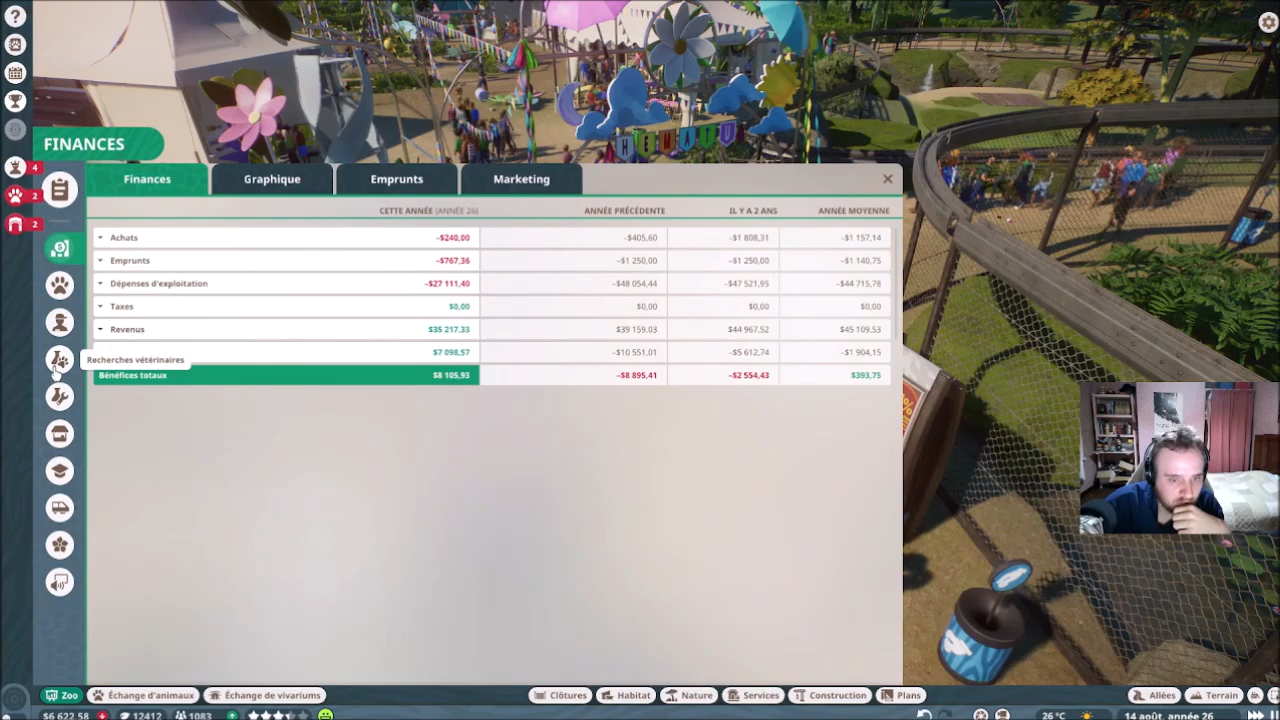 FINANCES
Finances Graphique Emprunts Marketing
CETTE ANNÉE (ANNÉE 26) ANNÉE PRÉCÉDENTE IL Y A 2 ANS ANNÉE MOYENNE
Achats -$240,00 -$405,60 -$1 808,31 -$1 157,14
Emprunts -$767,36 -$1 250,00 -$1 250,00 -$1 140,75
Dépenses d'exploitation -$27 111,40 -$48 054,44 -$47 521,95 -$44 715,78
Taxes $0,00 $0,00 $0,00 $0,00
Revenus $35 217,33 $39 159,03 $44 967,52 $45 109,53
$7 098,57 -$10 551,01 -$5 612,74 -$1 904,15
Recherches vétérinaires
Bénéfices totaux $8 105,93 -$8 895,41 -$2 554,43 $393,75
4
2
2
Zoo Échange d'animaux Échange de vivariums Clôtures Habitat Nature Services Construction Plans Allées Terrain
$6 622,58 12412 1083 26°C 14 août, année 26